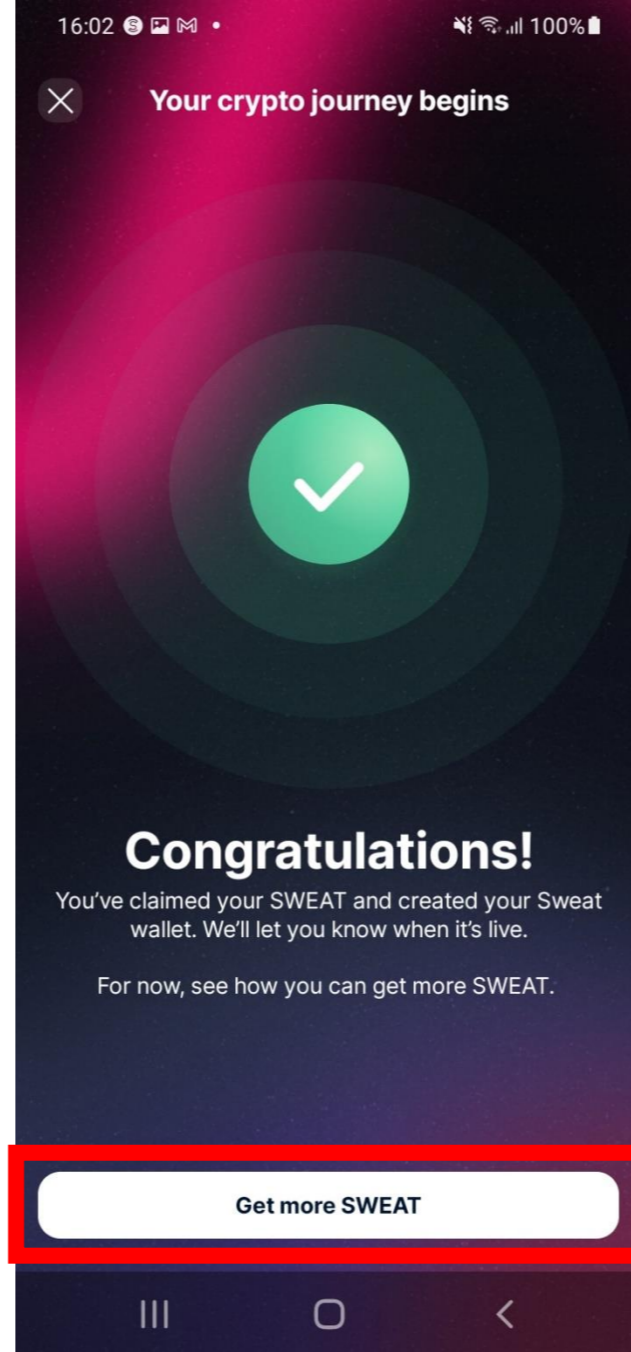 16:02
100%
Your crypto journey begins
Congratulations!
You've claimed your SWEAT and created your Sweat
wallet. We'll let you know when it's live.
For now, see how you can get more SWEAT.
Get more SWEAT